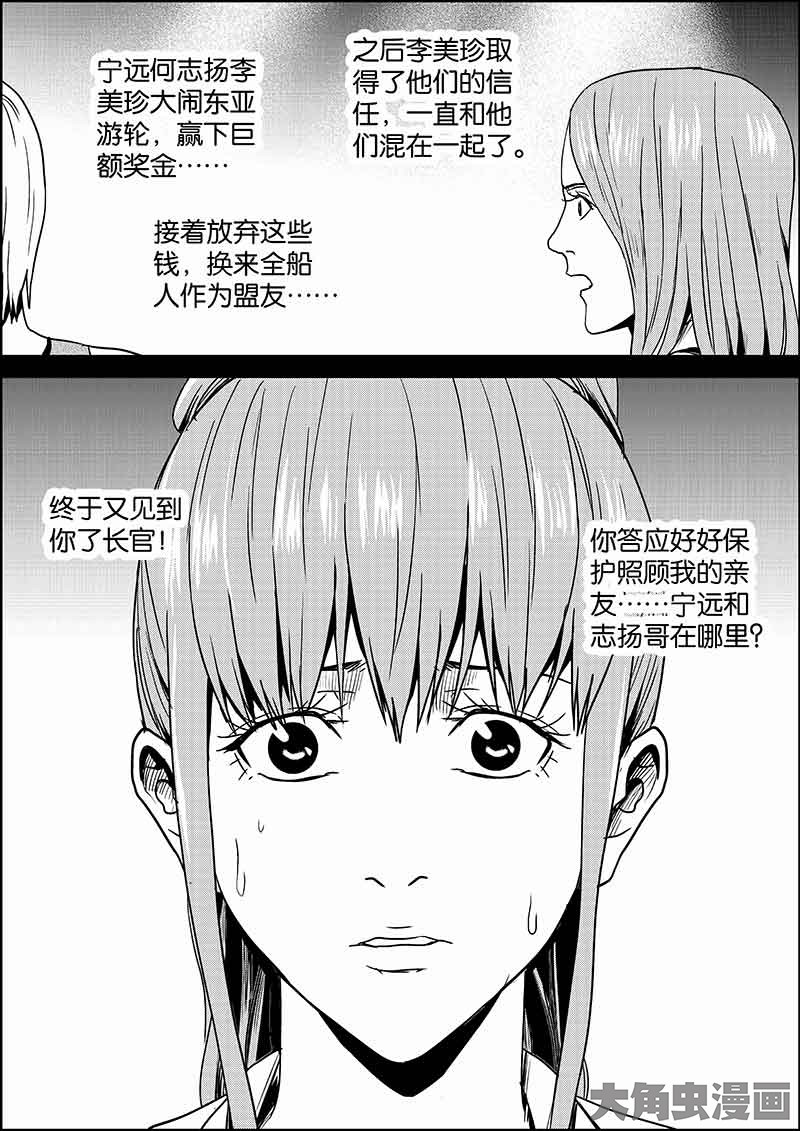 宁远何志扬李
美珍大闹东亚
游轮，赢下巨
额奖金……
之后李美珍取
得了他们的信
任，一直和他
们混在一起了。
接着放弃这些
钱，换来全船
人作为盟友……
终于又见到
你了长官！
你答应好好保
护照顾我的亲
友……宁远和
志扬哥在哪里？
大角虫漫画